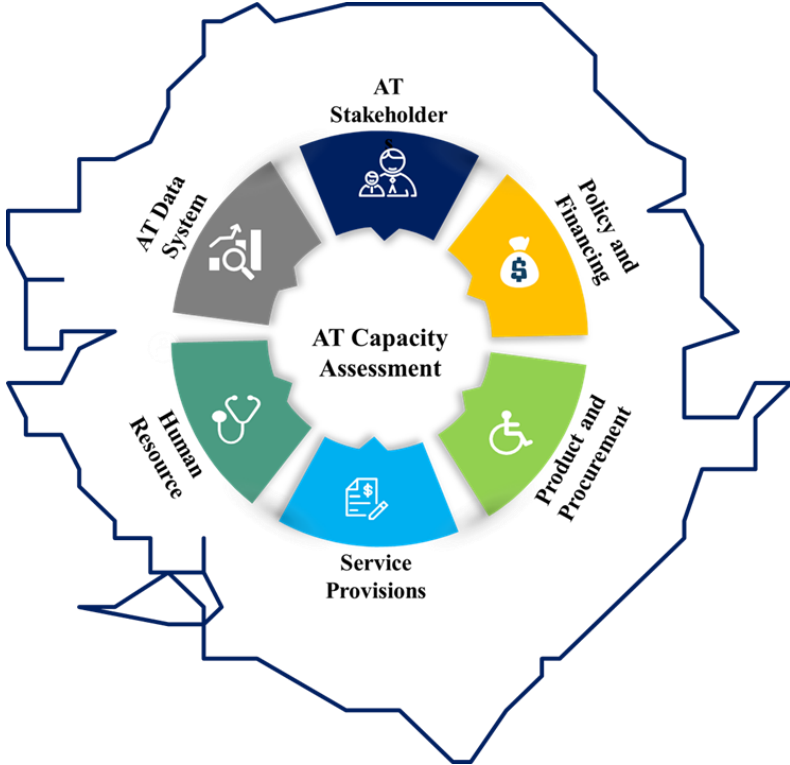 AT
Stakeholder
s
Policy and
Financing
Product and
Procurement
Service
Provisions
Human
Resource
AT Data
System
AT Capacity
Assessment
$
$